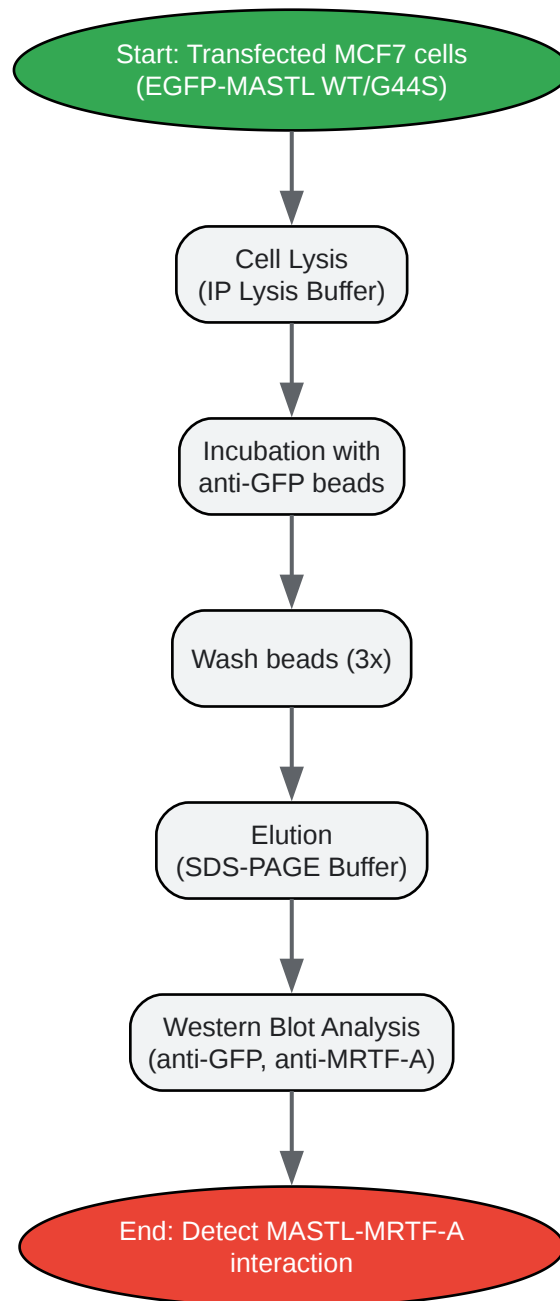 Start: Transfected MCF7 cells
(EGFP-MASTL WT/G44S)
Cell Lysis
(IP Lysis Buffer)
Incubation with
anti-GFP beads
Wash beads (3x)
Elution
(SDS-PAGE Buffer)
Western Blot Analysis
(anti-GFP, anti-MRTF-A)
End: Detect MASTL-MRTF-A
interaction